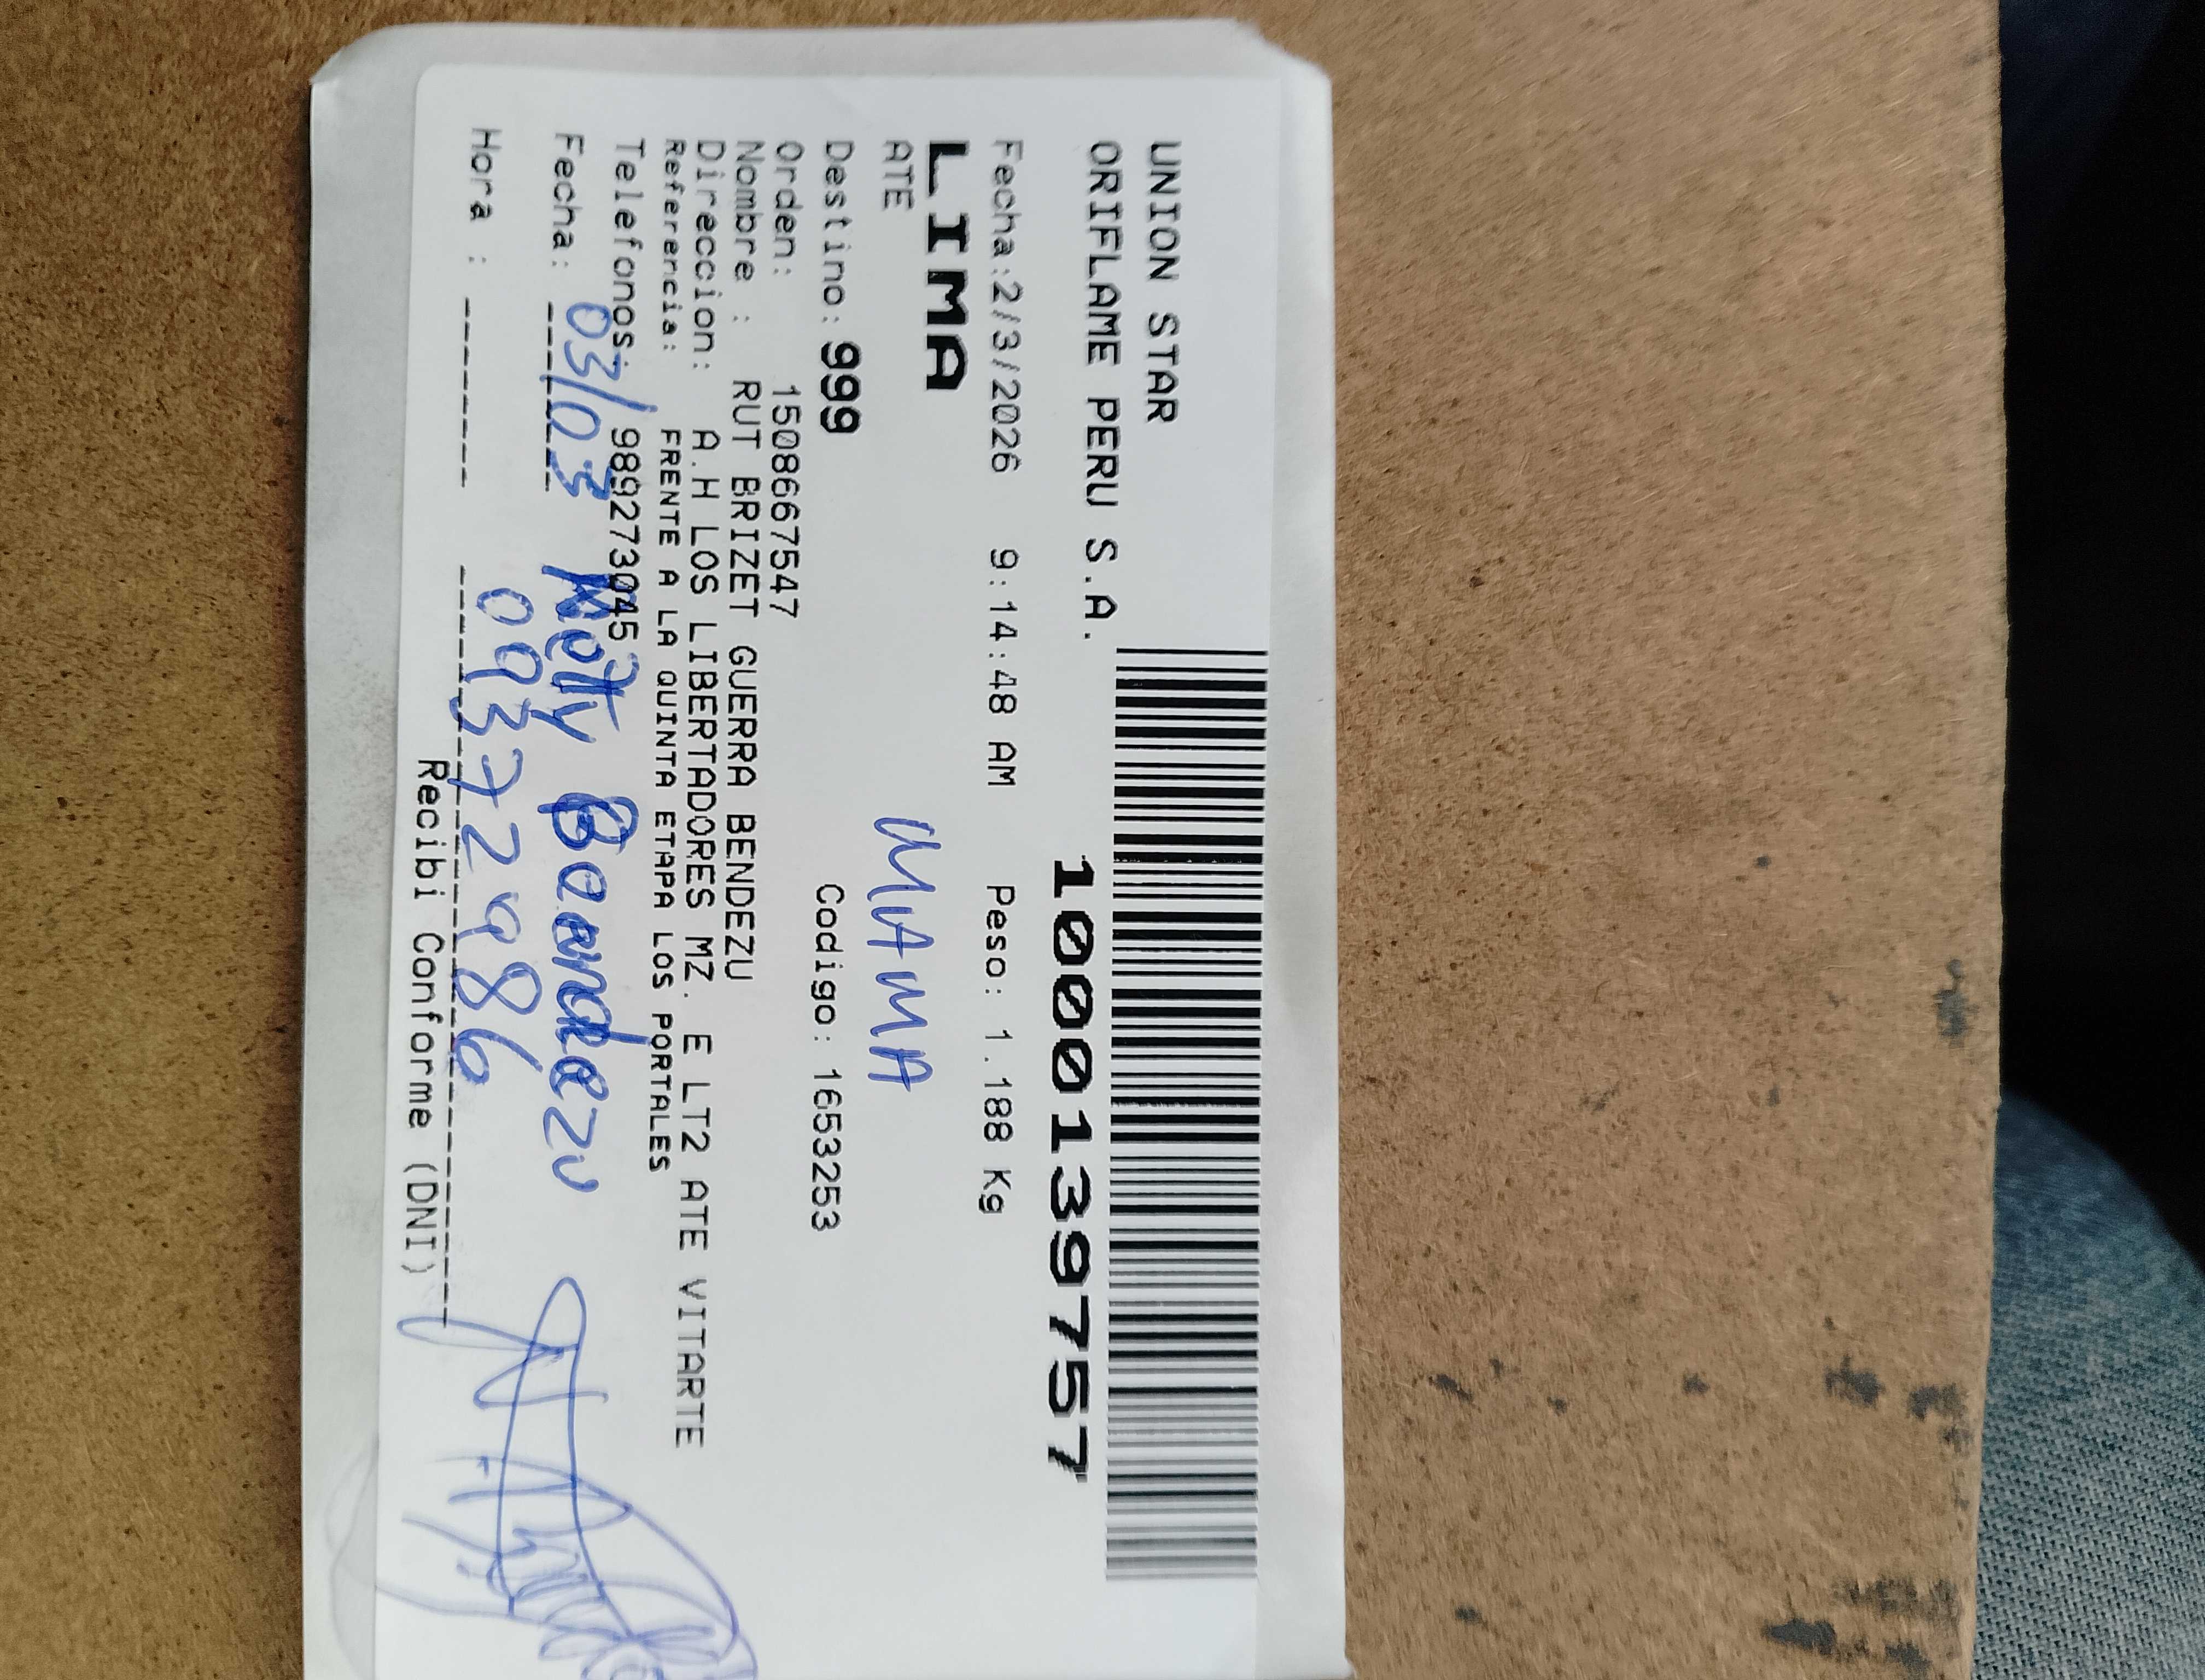 UNION STAR
ORIFLAME PERU S.A.
100013975​7
Fecha:2/3/2026 9:14:48 AM Peso: 1.188 Kg
LIMA
ATE
MAMA
Destino: 999 Codigo: 1653253
Orden: 1508667547
Nombre : RUT BRIZET GUERRA BENDEZU
Direccion: A.H LOS LIBERTADORES MZ. E LT2 ATE VITARTE
Referencia: FRENTE A LA QUINTA ETAPA LOS PORTALES
Telefonos: 989273045
Fecha: 03/03 Bendezu
09372986
Hora :
Recibi Conforme (DNI)